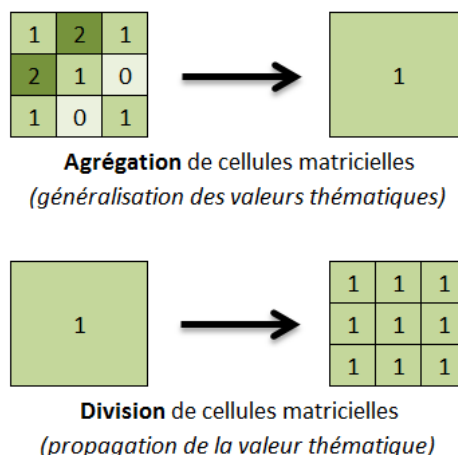 1 2 1
2 1 0
1 0 1
1
Agrégation de cellules matricielles
(généralisation des valeurs thématiques)
1
1 1 1
1 1 1
1 1 1
Division de cellules matricielles
(propagation de la valeur thématique)